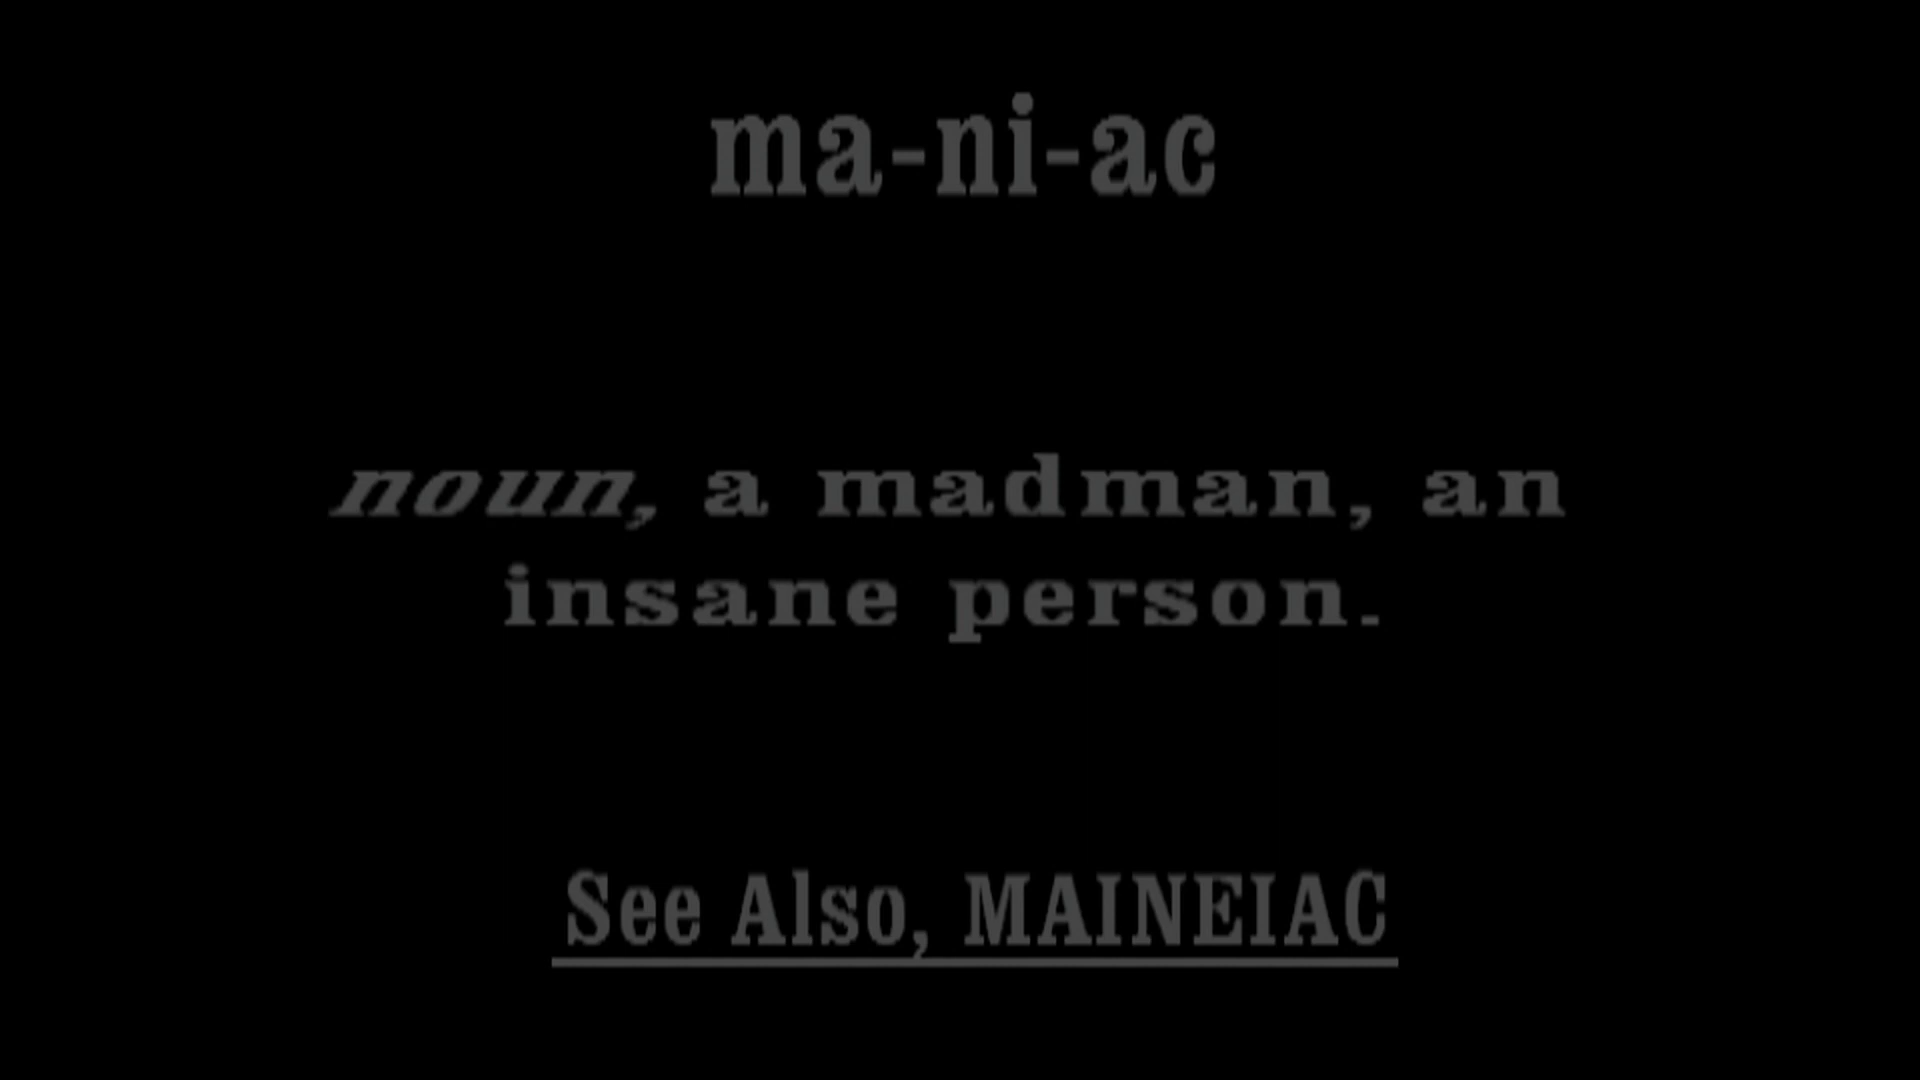 ma-ni-ac
noun, a madman, an
insane person.
See Also, MAINEIAC